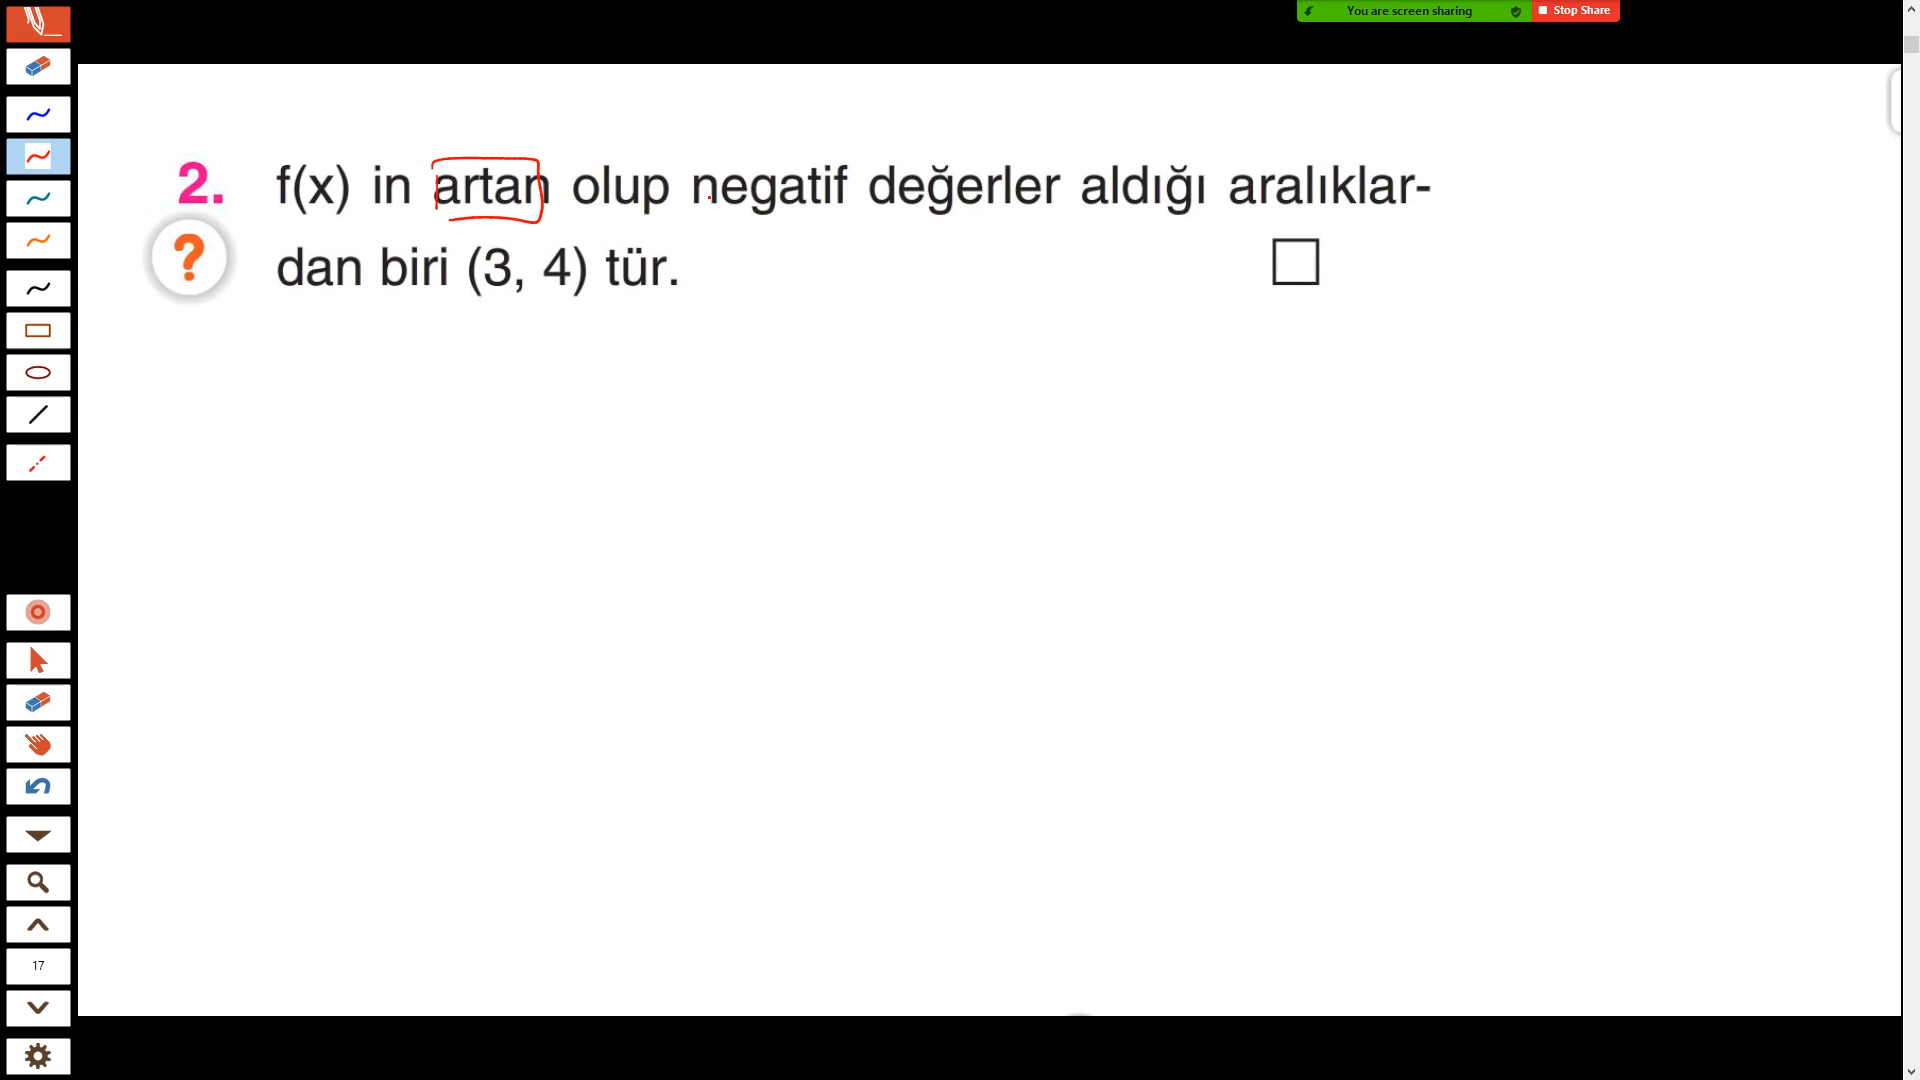 You are screen sharing
Stop Share
2. f(x) in artan olup negatif değerler aldığı aralıklar-
? dan biri (3, 4) tür.
17